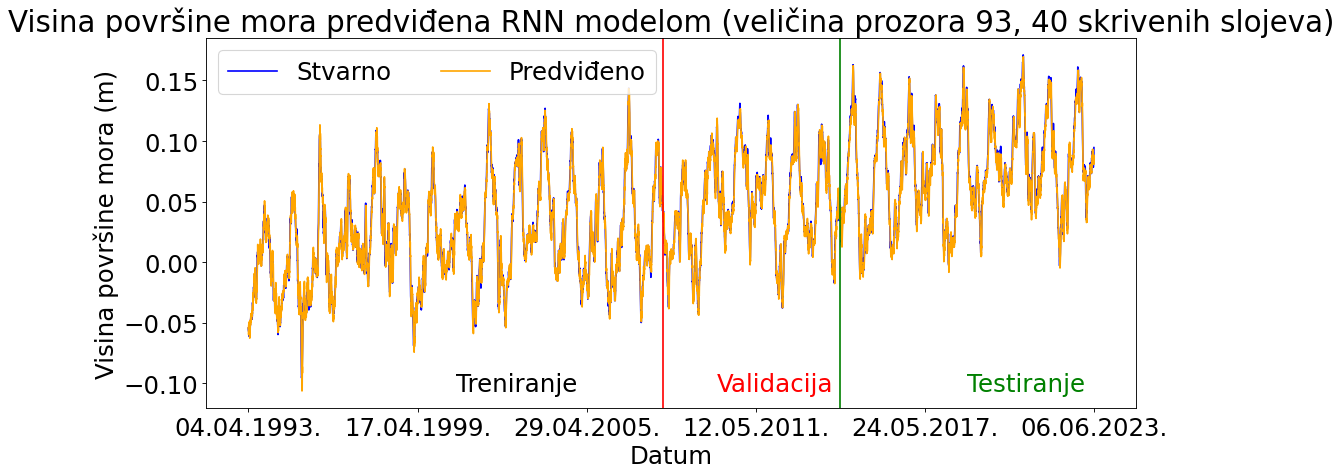 Visina površine mora predviđena RNN modelom (veličina prozora 93, 40 skrivenih slojeva)
Stvarno Predviđeno
Visina površine mora (m)
0.15
0.10
0.05
0.00
−0.05
−0.10
Treniranje Validacija Testiranje
04.04.1993. 17.04.1999. 29.04.2005. 12.05.2011. 24.05.2017. 06.06.2023.
Datum